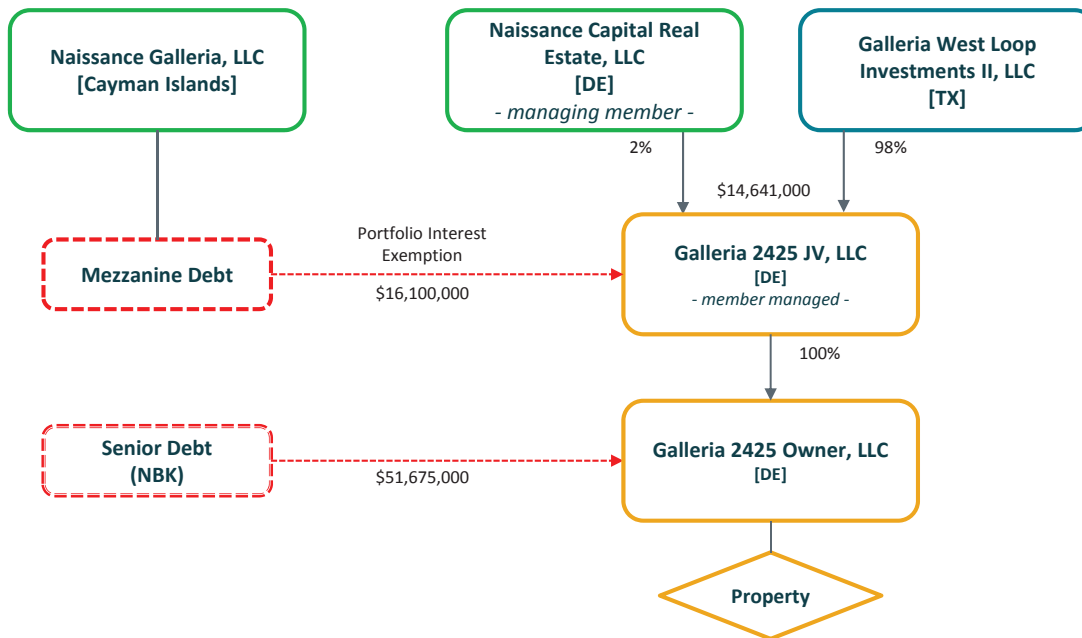 Naissance Galleria, LLC
[Cayman Islands]
Naissance Capital Real
Estate, LLC
[DE]
- managing member -
Galleria West Loop
Investments II, LLC
[TX]
2%
98%
$14,641,000
Mezzanine Debt
Portfolio Interest
Exemption
$16,100,000
Galleria 2425 JV, LLC
[DE]
- member managed -
100%
Senior Debt
(NBK)
$51,675,000
Galleria 2425 Owner, LLC
[DE]
Property